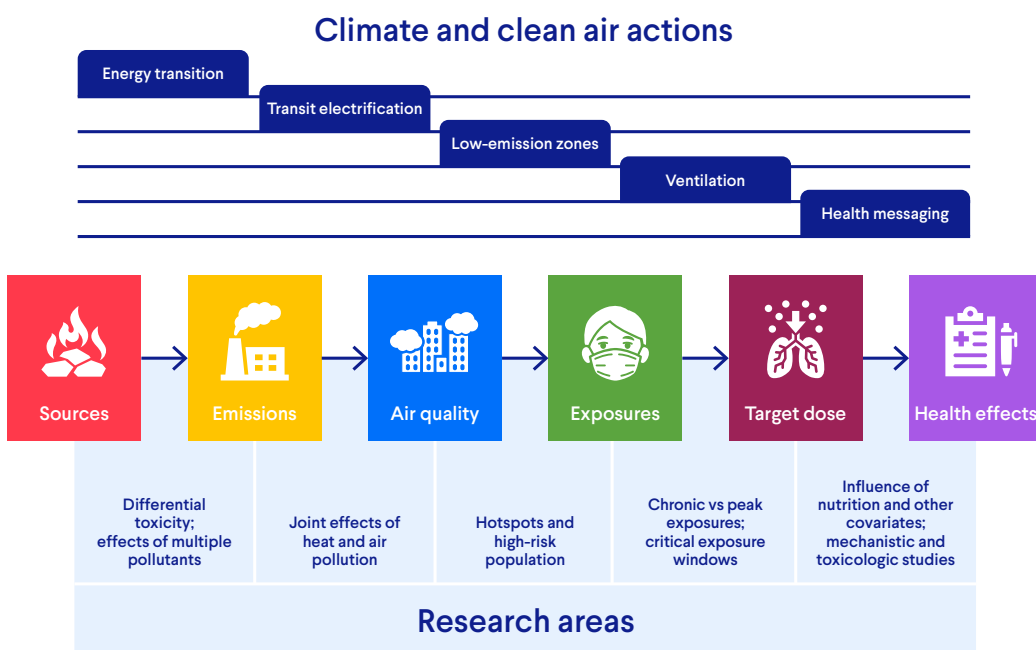 Climate and clean air actions
Energy transition
Transit electrification
Low-emission zones
Ventilation
Health messaging
Sources
Emissions
Air quality
Exposures
Target dose
Health effects
Differential
toxicity;
effects of multiple
pollutants
Joint effects of
heat and air
pollution
Hotspots and
high-risk
population
Chronic vs peak
exposures;
critical exposure
windows
Influence of
nutrition and other
covariates;
mechanistic and
toxicologic studies
Research areas